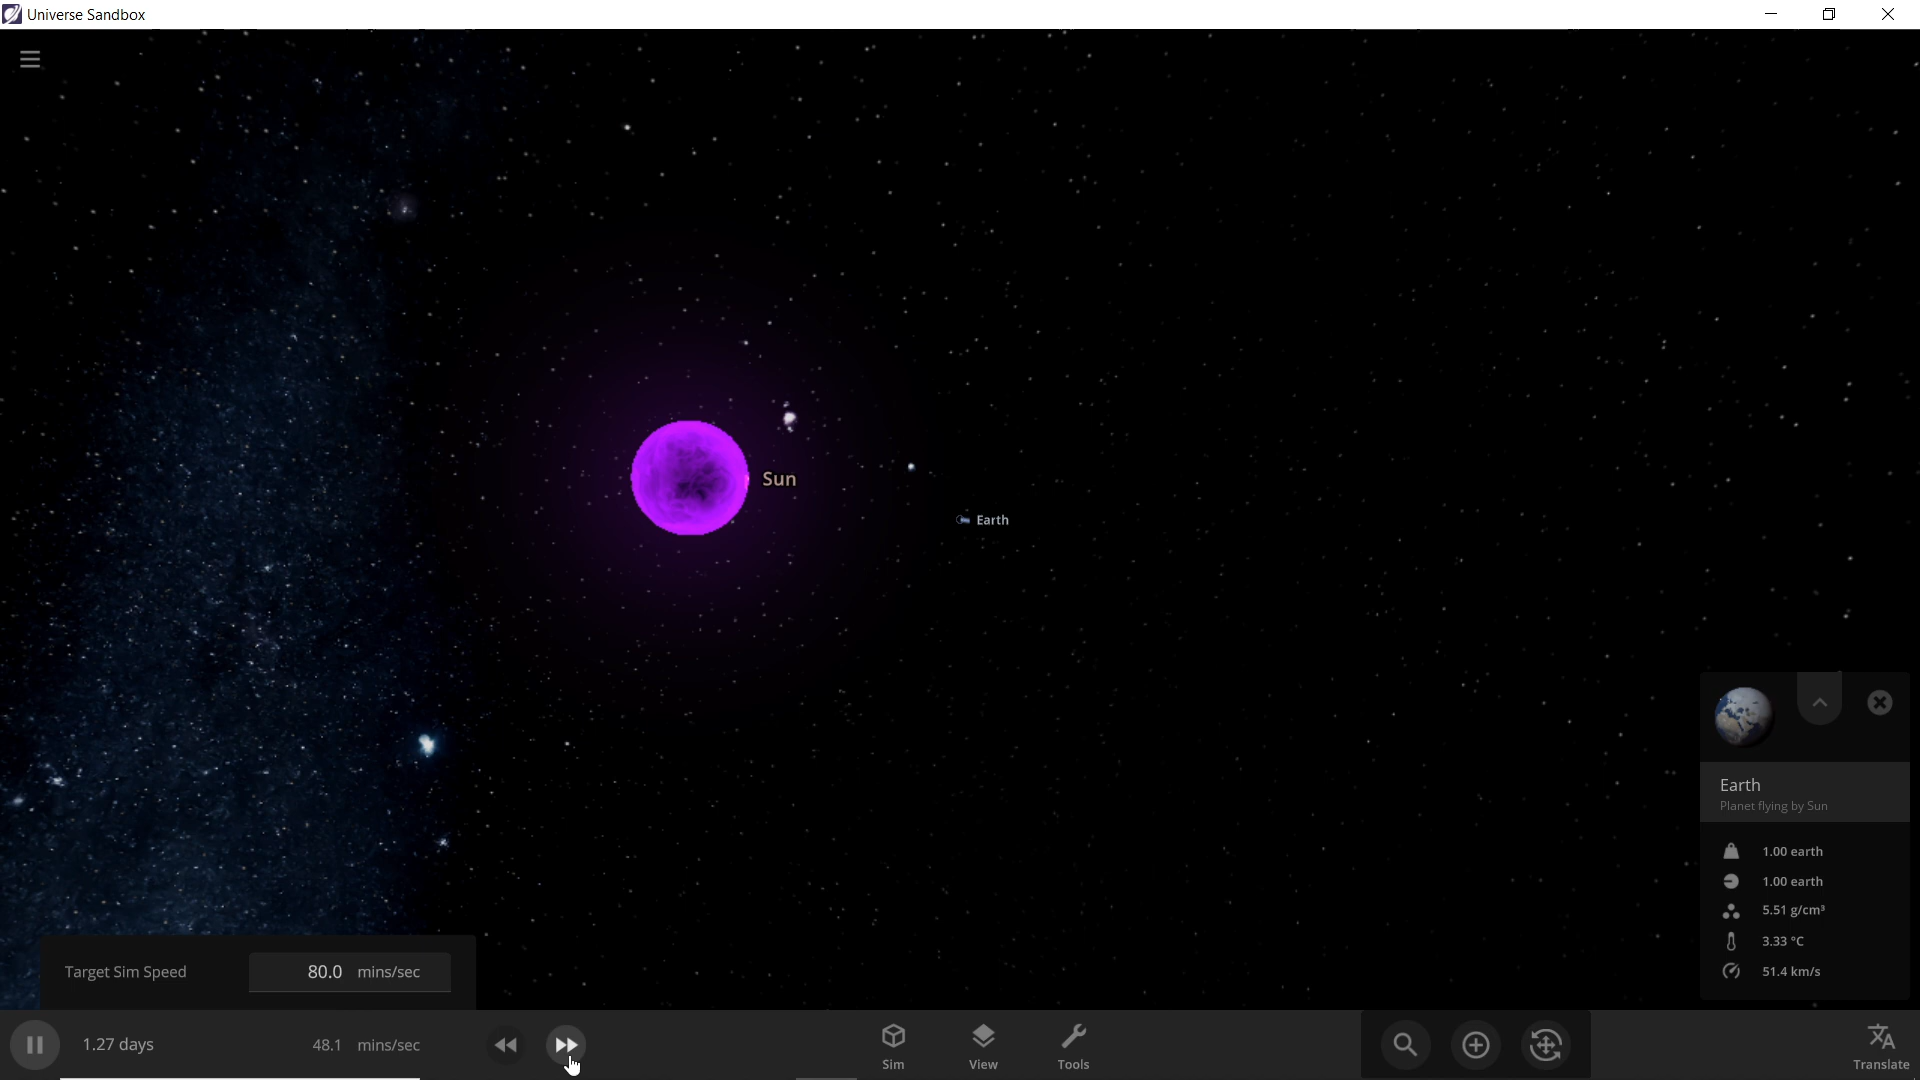 Universe Sandbox
Sun
Earth
Earth
Planet flying by Sun
1.00 earth
1.00 earth
5.51 g/cm³
3.33 °C
51.4 km/s
Target Sim Speed 80.0 mins/sec
1.27 days 48.1 mins/sec
Sim View Tools Translate